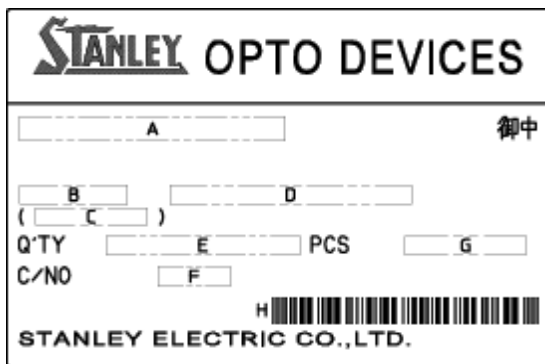 STANLEY OPTO DEVICES
A 御中
B D
( C )
Q'TY E PCS G
C/NO F
H
STANLEY ELECTRIC CO.,LTD.